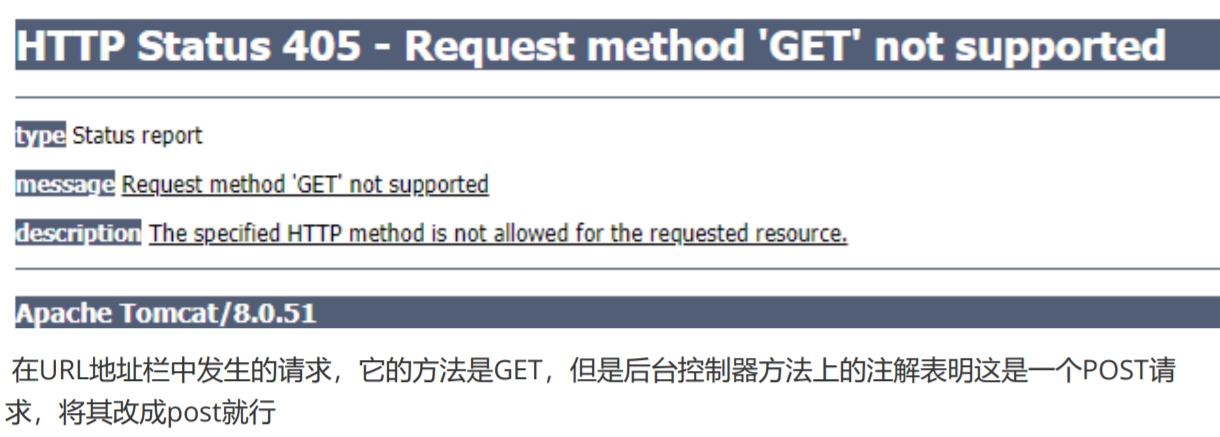 HTTP Status 405 - Request method 'GET' not supported
type Status report
message Request method 'GET' not supported
description The specified HTTP method is not allowed for the requested resource.
Apache Tomcat/8.0.51
在URL地址栏中发生的请求，它的方法是GET，但是后台控制器方法上的注解表明这是一个POST请
求，将其改成post就行